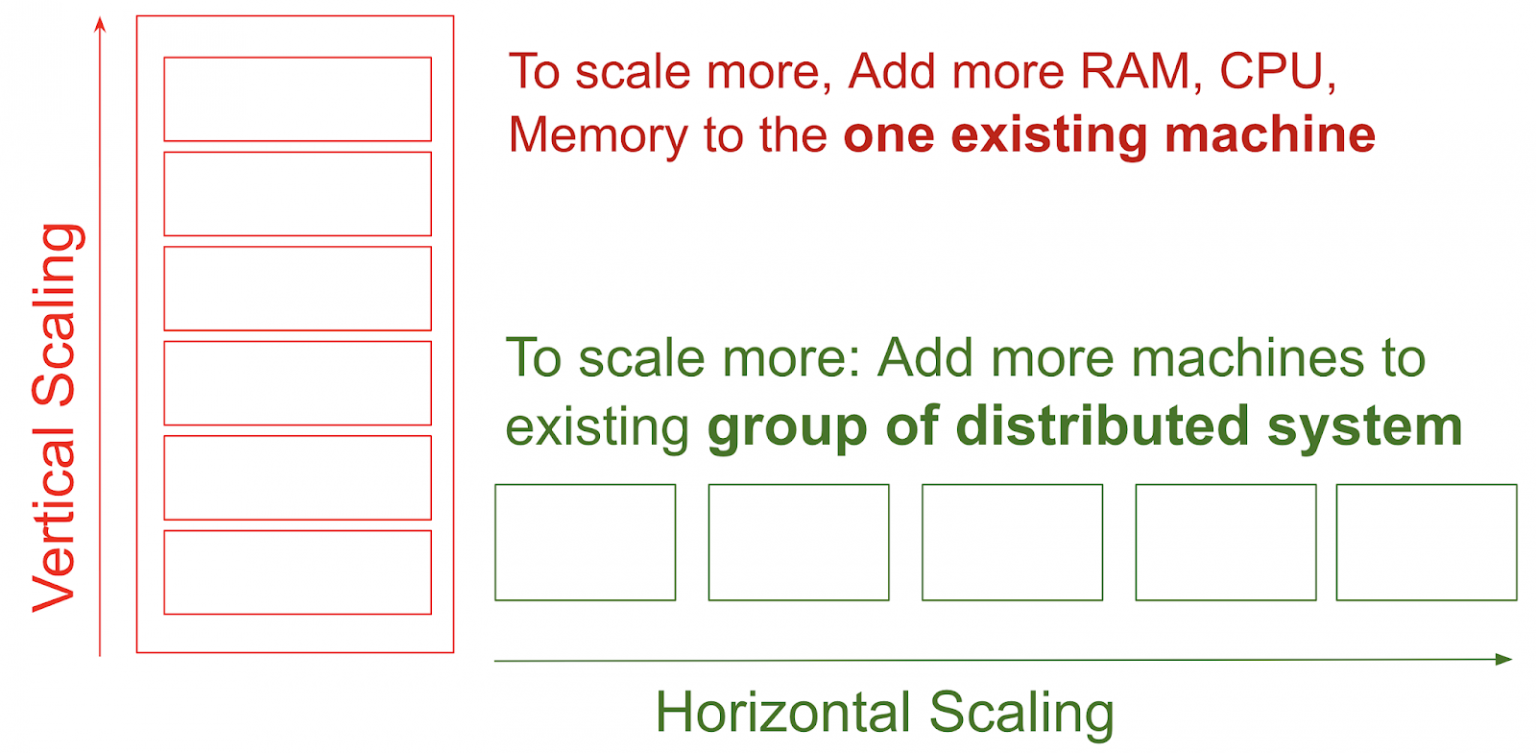 Vertical Scaling
To scale more, Add more RAM, CPU,
Memory to the one existing machine
To scale more: Add more machines to
existing group of distributed system
Horizontal Scaling